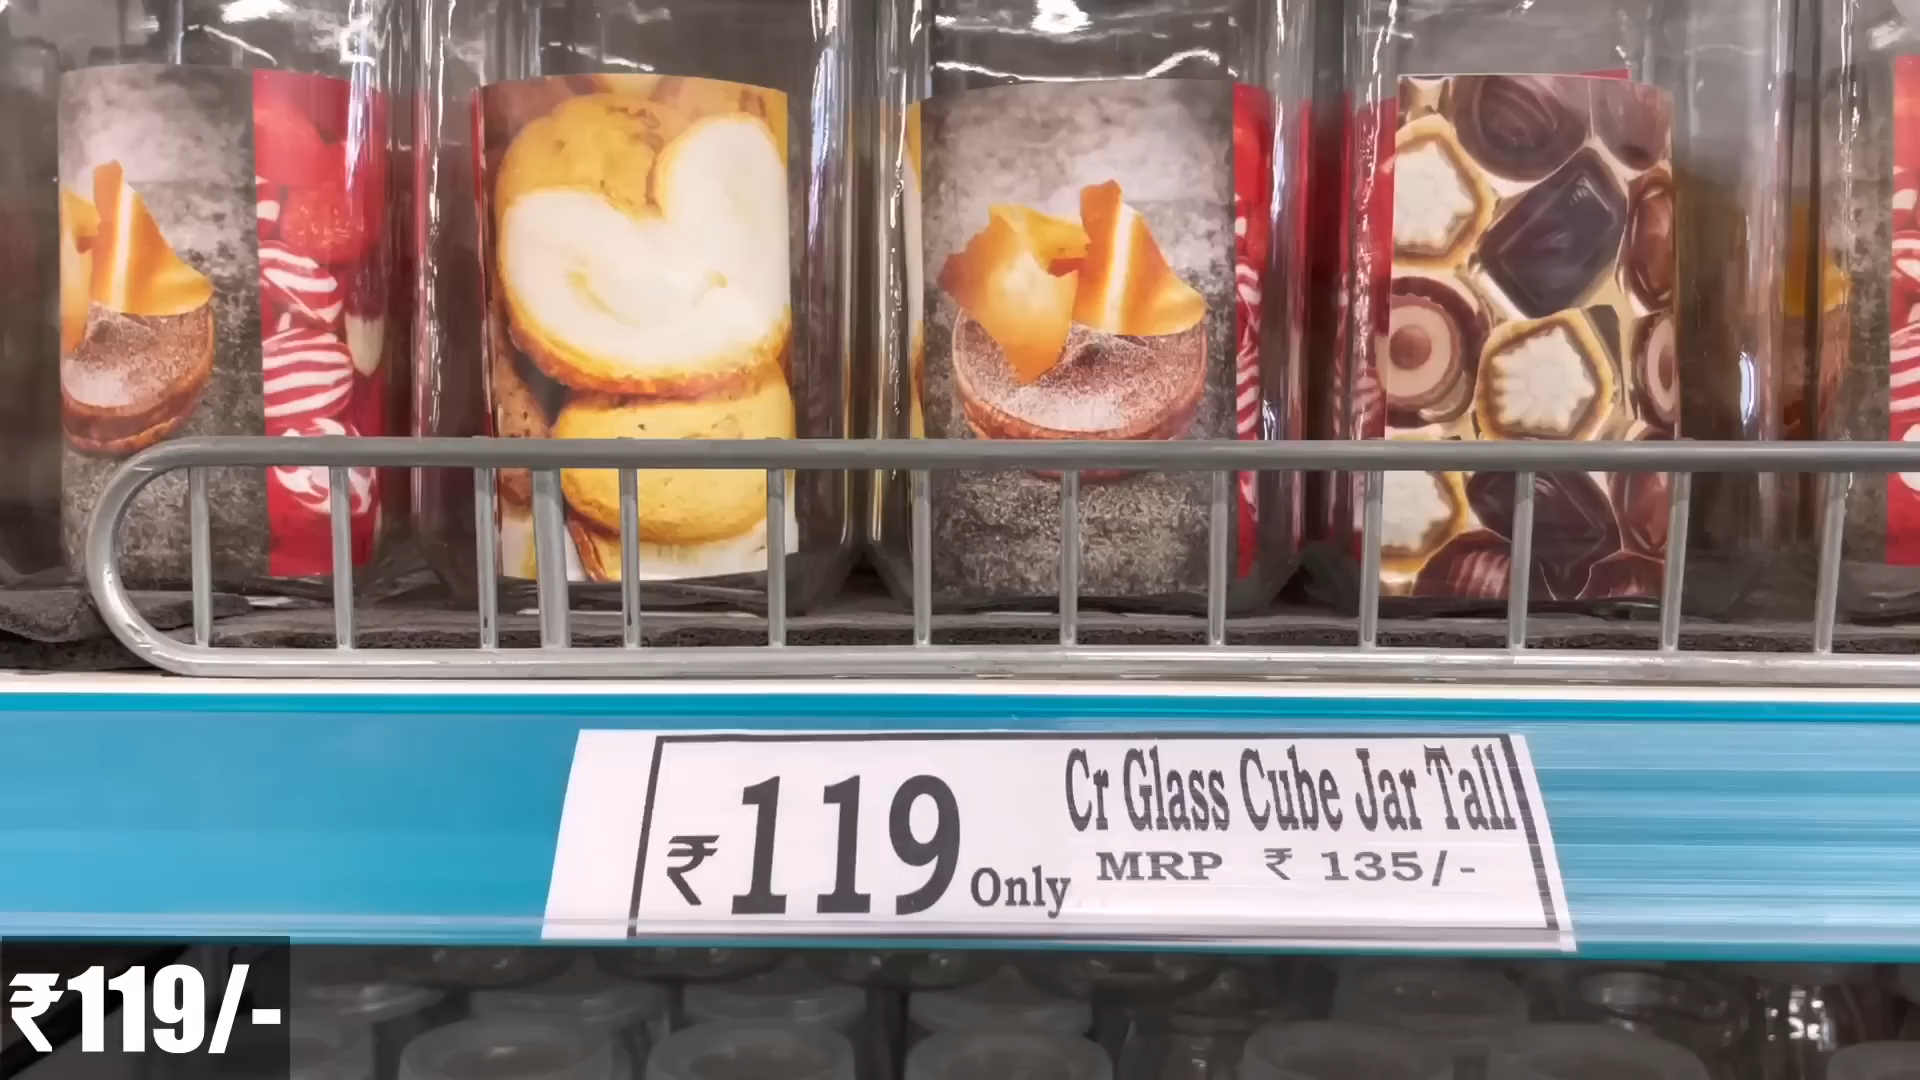 ₹119 Only
Cr Glass Cube Jar Tall
MRP ₹ 135/-
₹119/-